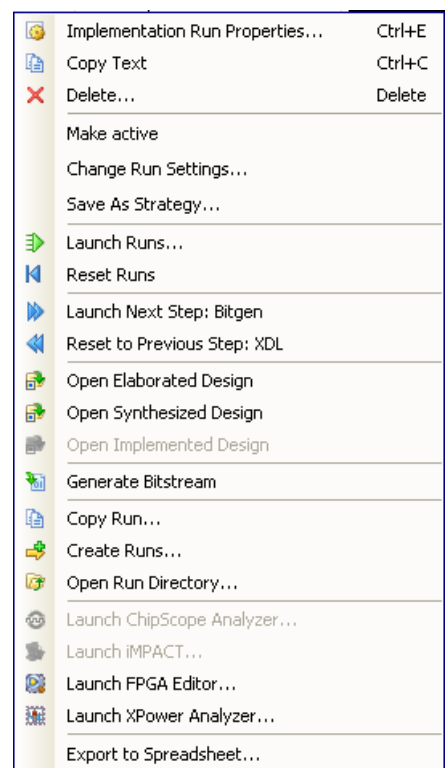 Implementation Run Properties... Ctrl+E
Copy Text Ctrl+C
Delete... Delete
Make active
Change Run Settings...
Save As Strategy...
Launch Runs...
Reset Runs
Launch Next Step: Bitgen
Reset to Previous Step: XDL
Open Elaborated Design
Open Synthesized Design
Open Implemented Design
Generate Bitstream
Copy Run...
Create Runs...
Open Run Directory...
Launch ChipScope Analyzer...
Launch iMPACT...
Launch FPGA Editor...
Launch XPower Analyzer...
Export to Spreadsheet...